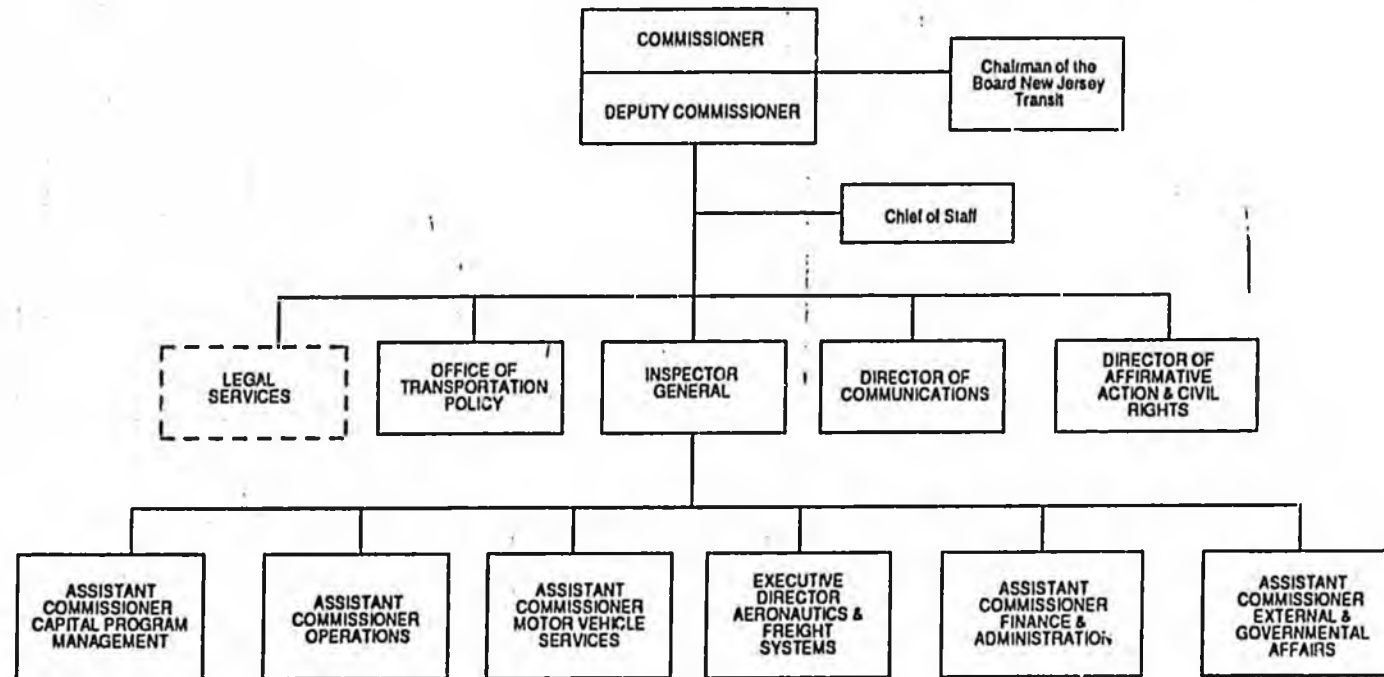 COMMISSIONER
DEPUTY COMMISSIONER
Chairman of the
Board New Jersey
Transit
Chief of Staff
LEGAL
SERVICES
OFFICE OF
TRANSPORTATION
POLICY
INSPECTOR
GENERAL
DIRECTOR OF
COMMUNICATIONS
DIRECTOR OF
AFFIRMATIVE
ACTION & CIVIL
RIGHTS
ASSISTANT
COMMISSIONER
CAPITAL PROGRAM
MANAGEMENT
ASSISTANT
COMMISSIONER
OPERATIONS
ASSISTANT
COMMISSIONER
MOTOR VEHICLE
SERVICES
EXECUTIVE
DIRECTOR
AERONAUTICS &
FREIGHT
SYSTEMS
ASSISTANT
COMMISSIONER
FINANCE &
ADMINISTRATION
ASSISTANT
COMMISSIONER
EXTERNAL &
GOVERNMENTAL
AFFAIRS